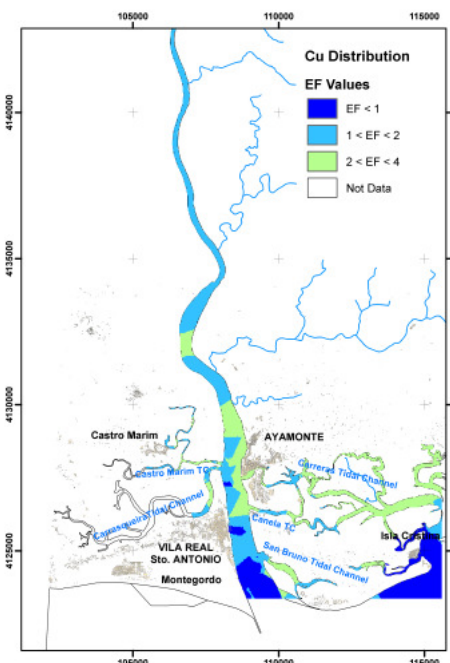 105000 110000 115000
Cu Distribution
EF Values
EF < 1
1 < EF < 2
2 < EF < 4
Not Data
4140000
4135000
4130000
4125000
Castro Marim
AYAMONTE
Castro Marim TC
Carreras Tidal Channel
Carrasqueira Tidal Channel
Canela TC
Isla Cristina
San Bruno Tidal Channel
VILA REAL
Sto. ANTONIO
Montegordo
105000 110000 115000